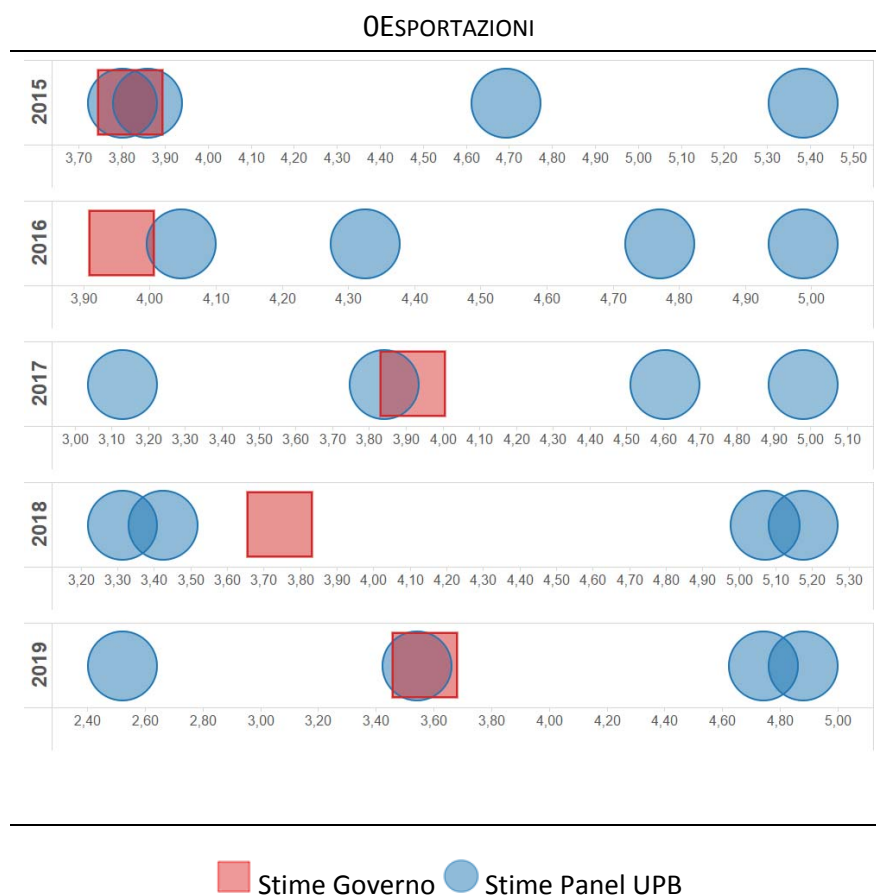 0ESPORTAZIONI
2015
3,70 3,80 3,90 4,00 4,10 4,20 4,30 4,40 4,50 4,60 4,70 4,80 4,90 5,00 5,10 5,20 5,30 5,40 5,50
2016
3,90 4,00 4,10 4,20 4,30 4,40 4,50 4,60 4,70 4,80 4,90 5,00
2017
3,00 3,10 3,20 3,30 3,40 3,50 3,60 3,70 3,80 3,90 4,00 4,10 4,20 4,30 4,40 4,50 4,60 4,70 4,80 4,90 5,00 5,10
2018
3,20 3,30 3,40 3,50 3,60 3,70 3,80 3,90 4,00 4,10 4,20 4,30 4,40 4,50 4,60 4,70 4,80 4,90 5,00 5,10 5,20 5,30
2019
2,40 2,60 2,80 3,00 3,20 3,40 3,60 3,80 4,00 4,20 4,40 4,60 4,80 5,00
Stime Governo Stime Panel UPB